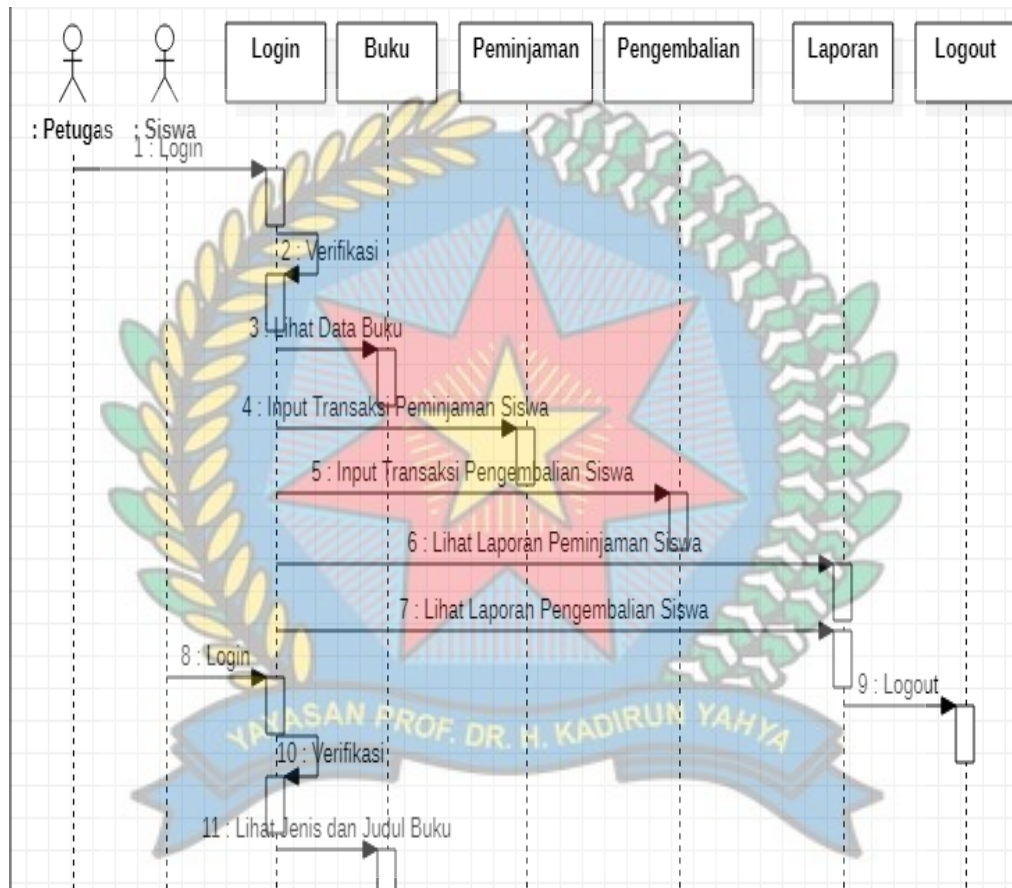 Login
Buku
Peminjaman
Pengembalian
Laporan
Logout
: Petugas
: Siswa
1 : Login
2 : Verifikasi
3 : Lihat Data Buku
4 : Input Transaksi Peminjaman Siswa
5 : Input Transaksi Pengembalian Siswa
6 : Lihat Laporan Peminjaman Siswa
7 : Lihat Laporan Pengembalian Siswa
8 : Login
9 : Logout
YAYASAN PROF. DR. H. KADIRUN YAHYA
10 : Verifikasi
11 : Lihat Jenis dan Judul Buku